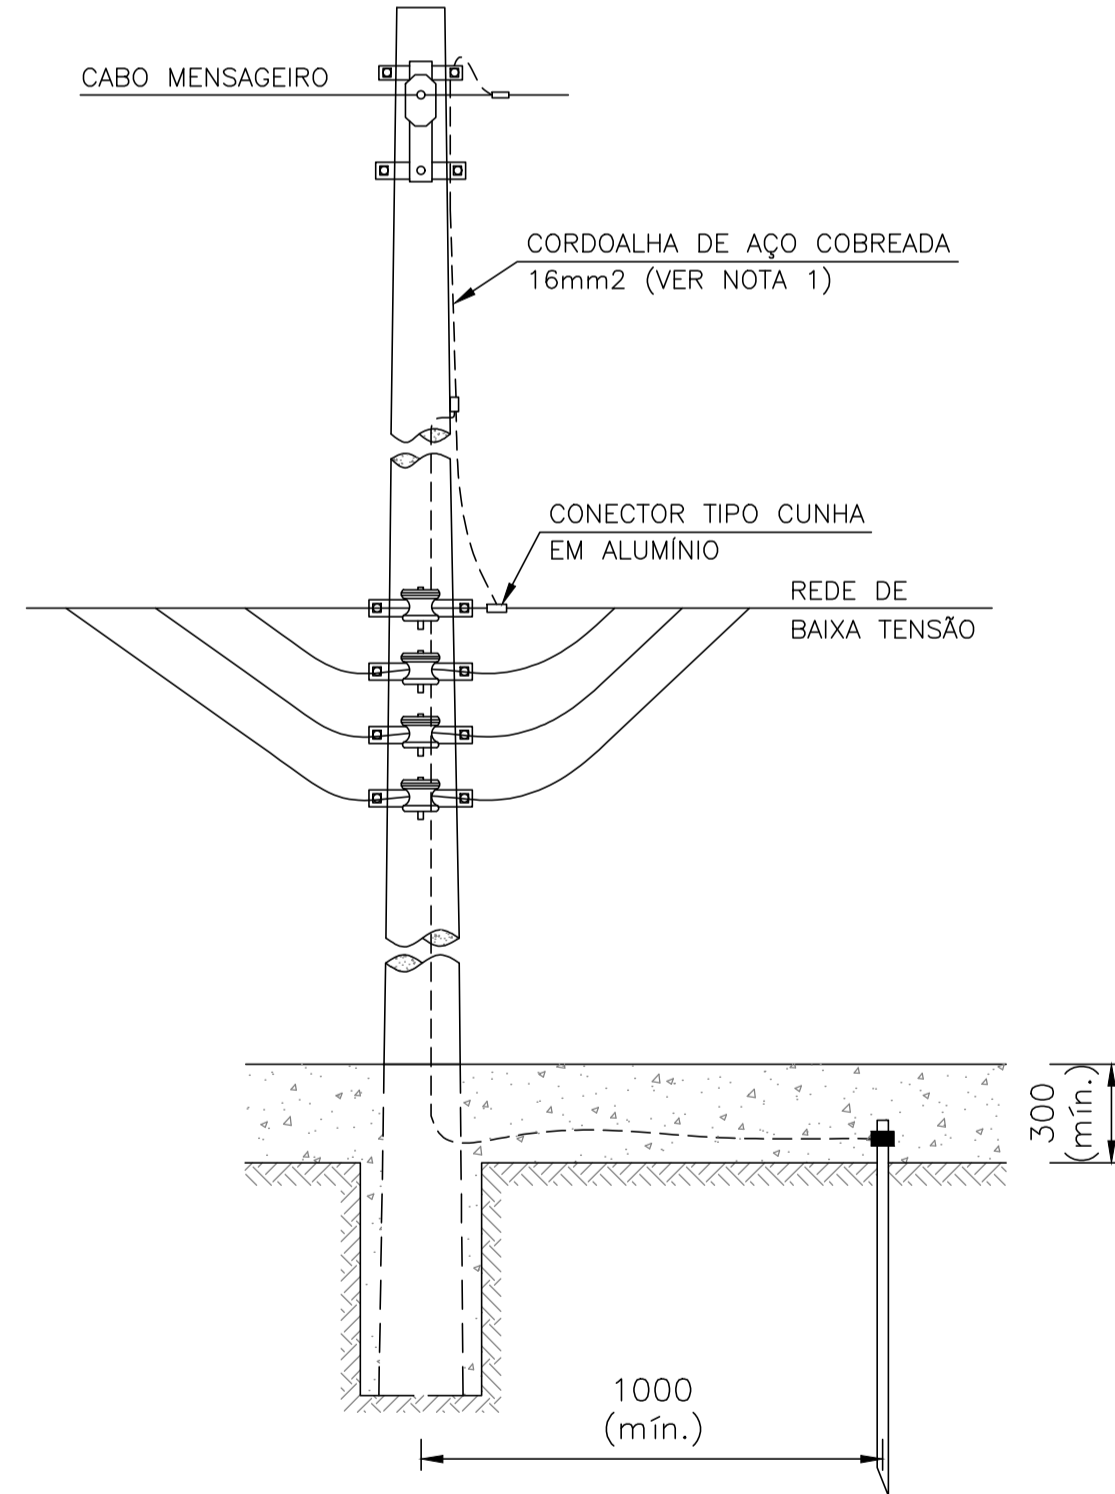 CABO MENSAGEIRO
CORDOALHA DE AÇO COBREADA
16mm2 (VER NOTA 1)
CONECTOR TIPO CUNHA
EM ALUMÍNIO
REDE DE
BAIXA TENSÃO
300
(mín.)
1000
(mín.)